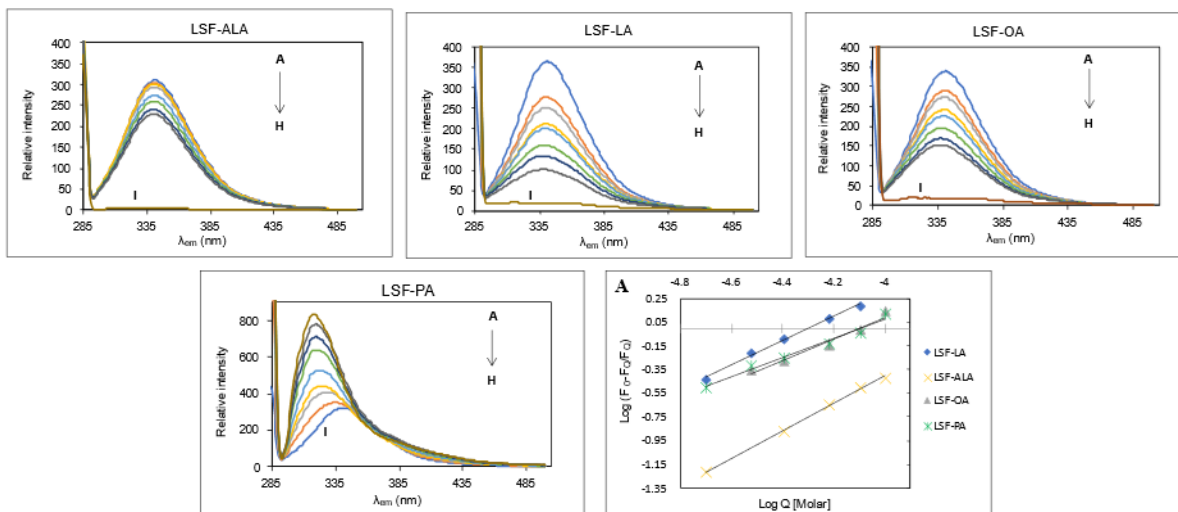 LSF-ALA
400
350
300
250
200
150
100
50
0
Relative intensity
A
H
I
285 335 385 435 485
λem (nm)
LSF-LA
400
350
300
250
200
150
100
50
0
Relative intensity
A
H
I
285 335 385 435 485
λem (nm)
LSF-OA
400
350
300
250
200
150
100
50
0
Relative intensity
A
H
I
285 335 385 435 485
λem (nm)
LSF-PA
800
600
400
200
0
Relative intensity
A
H
I
285 335 385 435 485
λem (nm)
A
-4.8 -4.6 -4.4 -4.2 -4
0.25
0.05
-0.15
-0.35
-0.55
-0.75
-0.95
-1.15
-1.35
Log (F0-FQ/FQ)
Log Q [Molar]
LSF-LA
LSF-ALA
LSF-OA
LSF-PA